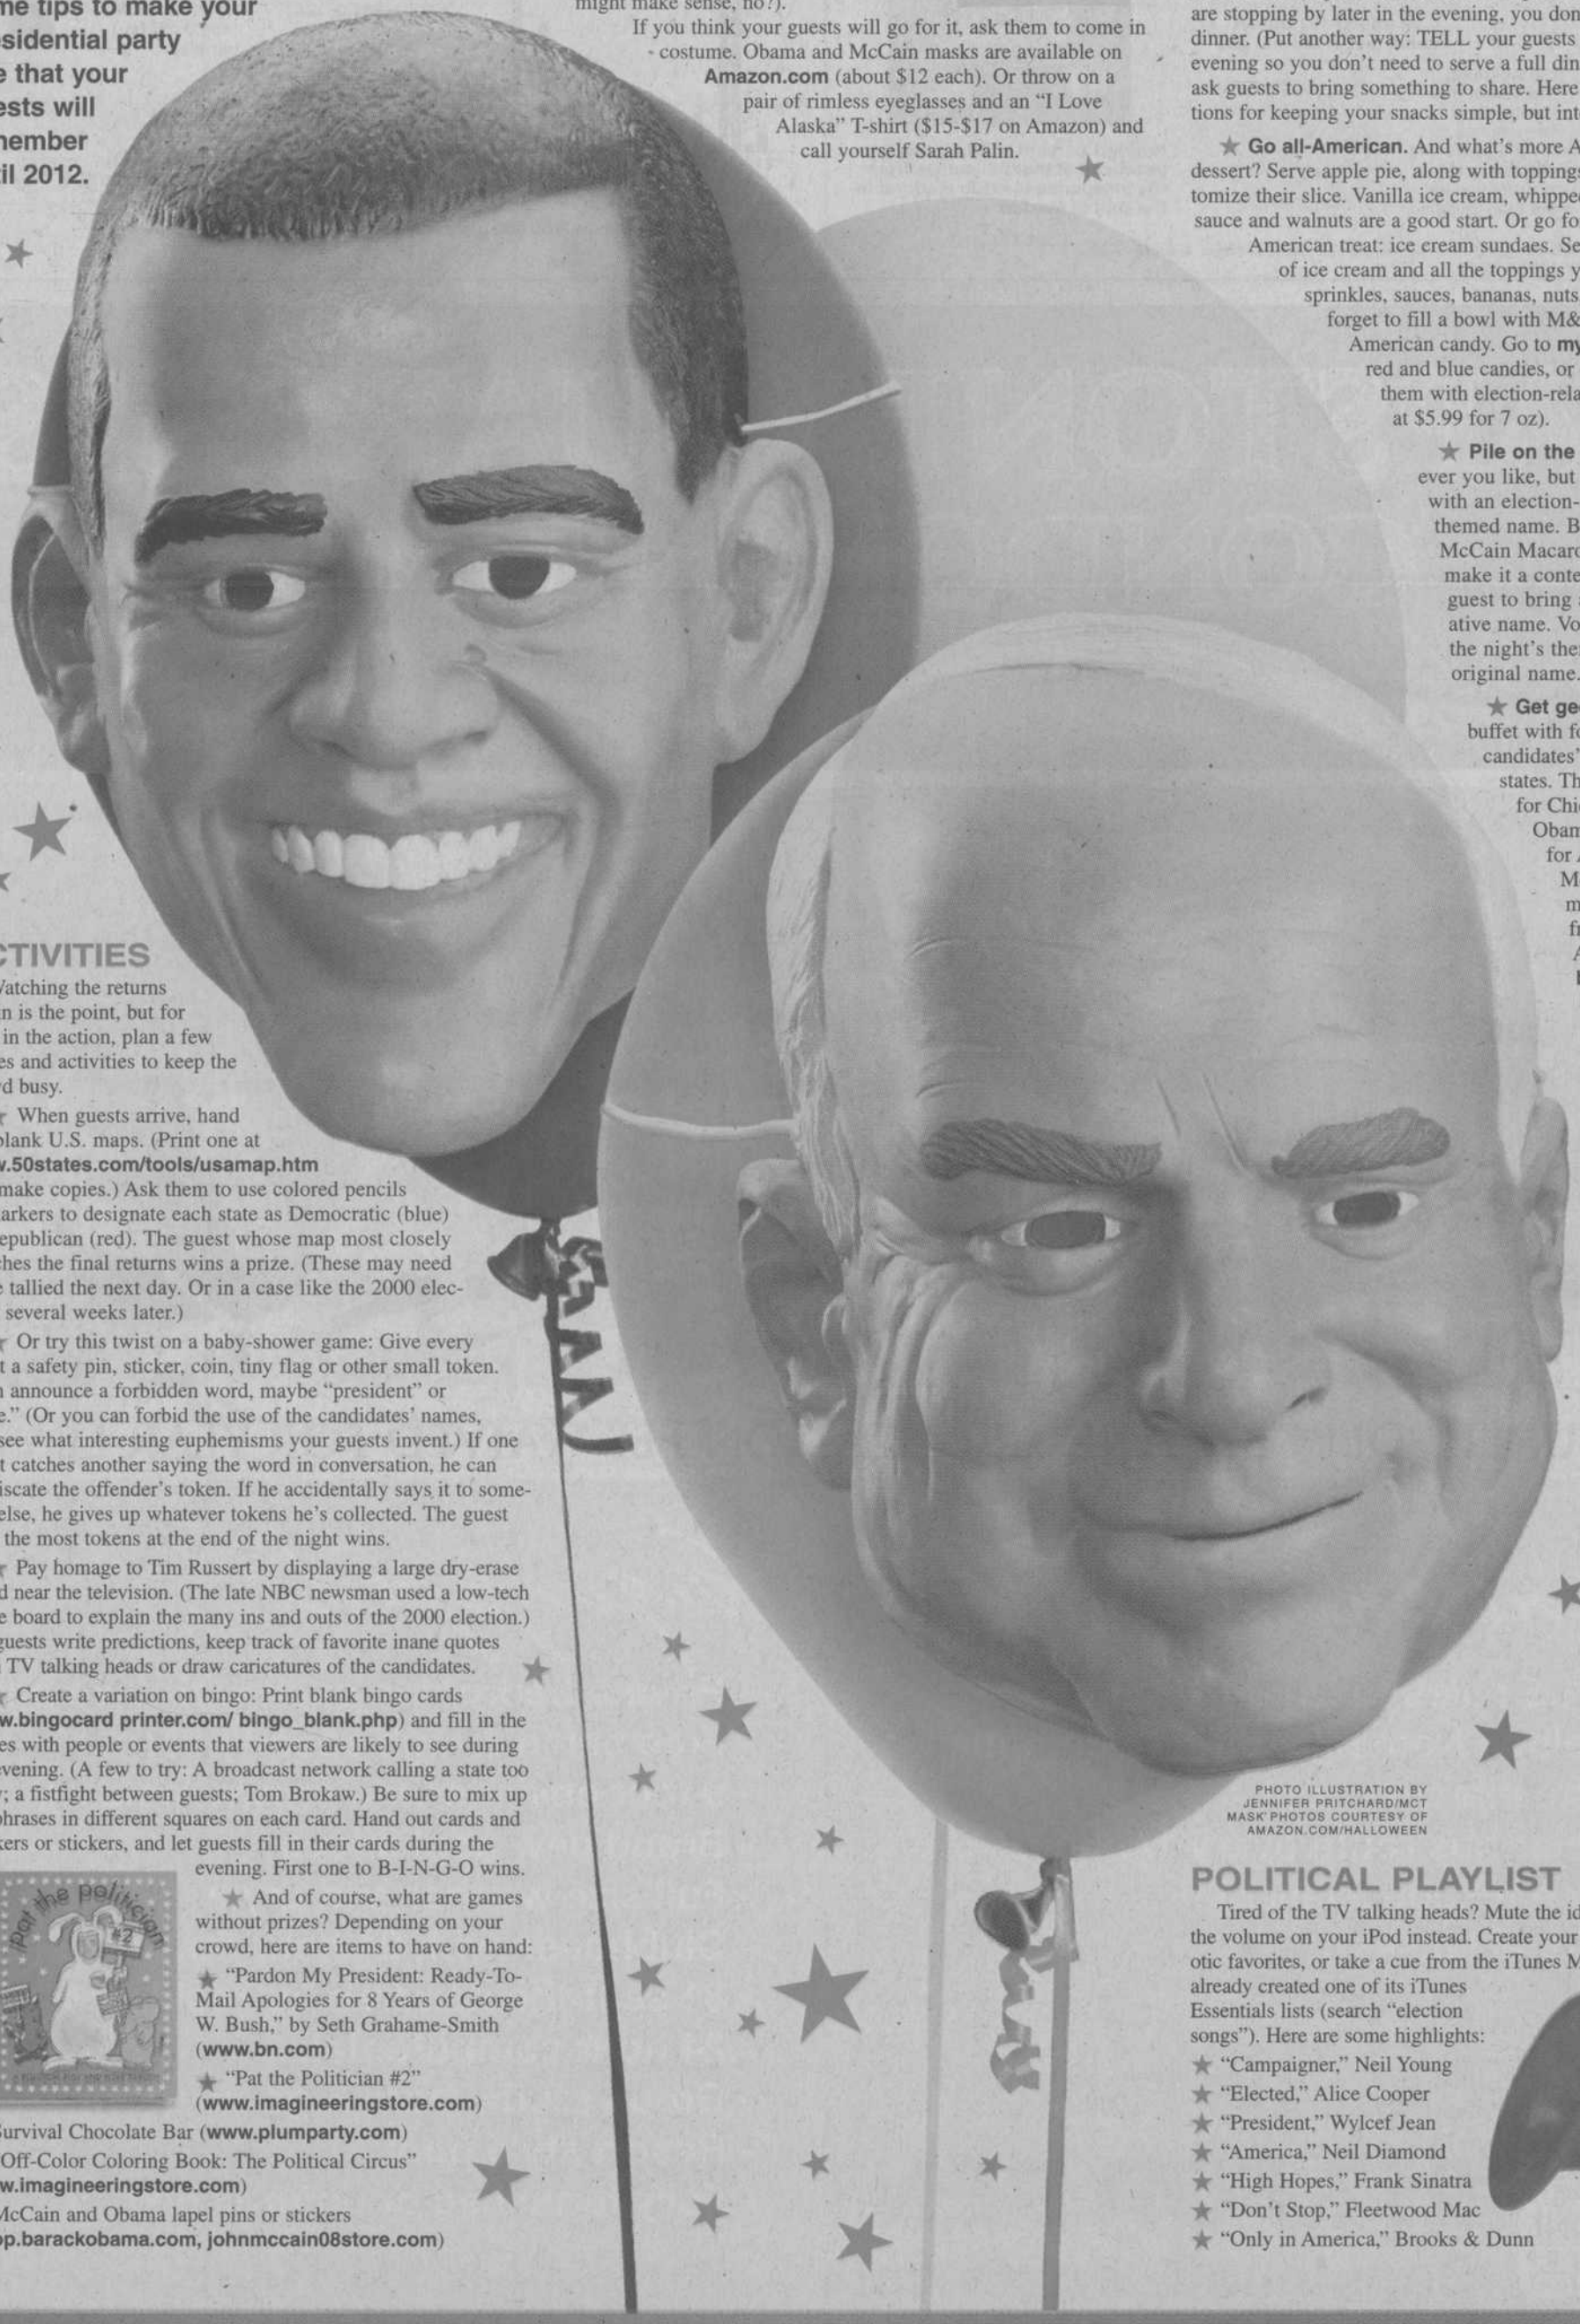 me tips to make your
sidential party
e that your
ests will
member
il 2012.
CTIVITIES
Watching the returns
n is the point, but for
in the action, plan a few
es and activities to keep the
d busy.
★ When guests arrive, hand
blank U.S. maps. (Print one at
w.50states.com/tools/usamap.htm
make copies.) Ask them to use colored pencils
arkers to designate each state as Democratic (blue)
epublican (red). The guest whose map most closely
ches the final returns wins a prize. (These may need
e tallied the next day. Or in a case like the 2000 elec-
several weeks later.)
★ Or try this twist on a baby-shower game: Give every
t a safety pin, sticker, coin, tiny flag or other small token.
n announce a forbidden word, maybe “president” or
e.” (Or you can forbid the use of the candidates’ names,
see what interesting euphemisms your guests invent.) If one
t catches another saying the word in conversation, he can
iscate the offender’s token. If he accidentally says it to some-
else, he gives up whatever tokens he’s collected. The guest
the most tokens at the end of the night wins.
★ Pay homage to Tim Russert by displaying a large dry-erase
d near the television. (The late NBC newsman used a low-tech
e board to explain the many ins and outs of the 2000 election.)
guests write predictions, keep track of favorite inane quotes
TV talking heads or draw caricatures of the candidates.
★ Create a variation on bingo: Print blank bingo cards
w.bingocard printer.com/ bingo_blank.php) and fill in the
es with people or events that viewers are likely to see during
evening. (A few to try: A broadcast network calling a state too
; a fistfight between guests; Tom Brokaw.) Be sure to mix up
phrases in different squares on each card. Hand out cards and
kers or stickers, and let guests fill in their cards during the
evening. First one to B-I-N-G-O wins.
★ And of course, what are games
without prizes? Depending on your
crowd, here are items to have on hand:
★ “Pardon My President: Ready-To-
Mail Apologies for 8 Years of George
W. Bush,” by Seth Grahame-Smith
(www.bn.com)
★ “Pat the Politician #2”
(www.imagineeringstore.com)
Survival Chocolate Bar (www.plumparty.com)
Off-Color Coloring Book: The Political Circus”
w.imagineeringstore.com)
McCain and Obama lapel pins or stickers
op.barackobama.com, johnmccain08store.com)
pat the politician
#2
might make sense, no?).
If you think your guests will go for it, ask them to come in
costume. Obama and McCain masks are available on
Amazon.com (about $12 each). Or throw on a
pair of rimless eyeglasses and an “I Love
Alaska” T-shirt ($15-$17 on Amazon) and
call yourself Sarah Palin.
are stopping by later in the evening, you don
dinner. (Put another way: TELL your guests
evening so you don’t need to serve a full din
ask guests to bring something to share. Here
tions for keeping your snacks simple, but int
★ Go all-American. And what’s more A
dessert? Serve apple pie, along with toppings
tomize their slice. Vanilla ice cream, whippe
sauce and walnuts are a good start. Or go fo
American treat: ice cream sundaes. Se
of ice cream and all the toppings y
sprinkles, sauces, bananas, nuts
forget to fill a bowl with M&
American candy. Go to my
red and blue candies, or
them with election-rela
at $5.99 for 7 oz).
★ Pile on the
ever you like, but
with an election-
themed name. B
McCain Macaro
make it a conte
guest to bring
ative name. Vo
the night’s the
original name.
★ Get ge
buffet with fo
candidates’
states. Th
for Chi
Obam
for
M
m
fr
PHOTO ILLUSTRATION BY
JENNIFER PRITCHARD/MCT
MASK PHOTOS COURTESY OF
AMAZON.COM/HALLOWEEN
POLITICAL PLAYLIST
Tired of the TV talking heads? Mute the id
the volume on your iPod instead. Create your
otic favorites, or take a cue from the iTunes M
already created one of its iTunes
Essentials lists (search “election
songs”). Here are some highlights:
★ “Campaigner,” Neil Young
★ “Elected,” Alice Cooper
★ “President,” Wylcef Jean
★ “America,” Neil Diamond
★ “High Hopes,” Frank Sinatra
★ “Don’t Stop,” Fleetwood Mac
★ “Only in America,” Brooks & Dunn